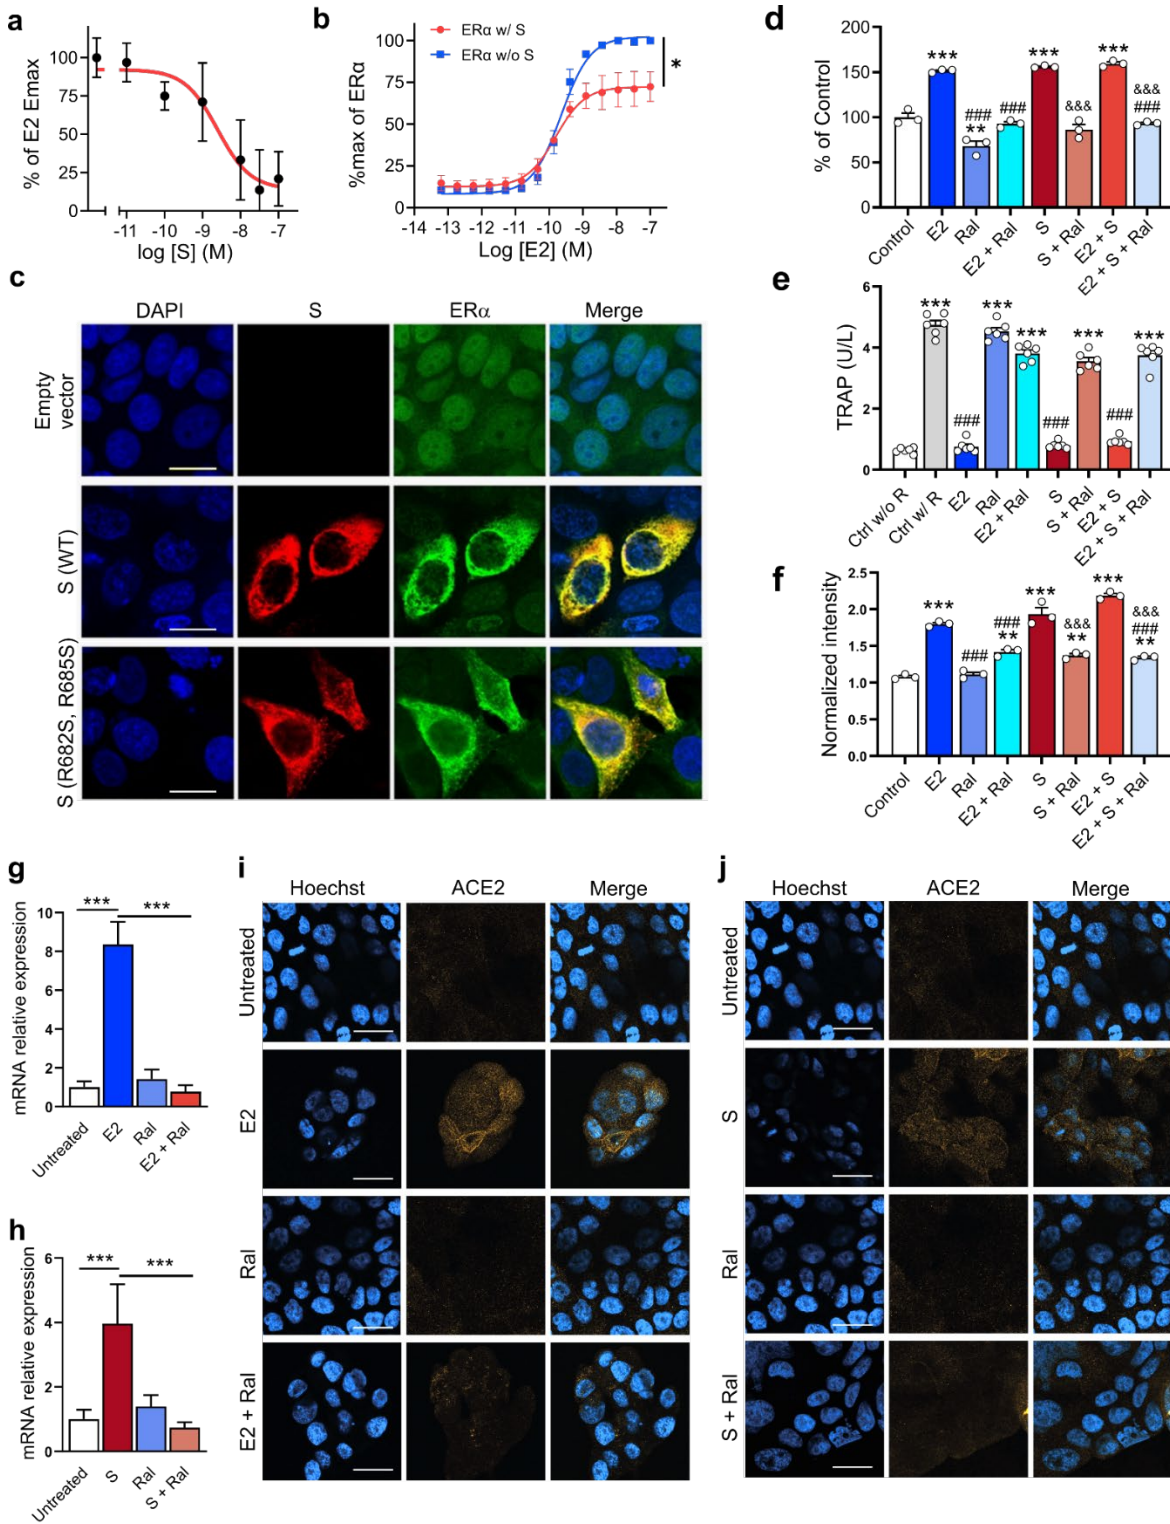 a
% of E2 Emax
100
75
50
25
0
-11 -10 -9 -8 -7
log [S] (M)
b
ERα w/ S
ERα w/o S
%max of ERα
100
50
0
*
-13 -12 -11 -10 -9 -8 -7
Log [E2] (M)
c
DAPI S ERα Merge
Empty vector
S (WT)
S (R682S, R685S)
d
% of Control
200
150
100
50
0
*** *** ***
### ** ### &&& &&& ###
Control E2 Ral E2 + Ral S S + Ral E2 + S E2 + S + Ral
e
TRAP (U/L)
6
4
2
0
*** *** *** *** ***
### ### ###
Ctrl w/o R Ctrl w/ R E2 Ral E2 + Ral S S + Ral E2 + S E2 + S + Ral
f
Normalized intensity
2.5
2.0
1.5
1.0
0.5
0.0
*** *** ***
### ### ** &&& ** &&& ### **
Control E2 Ral E2 + Ral S S + Ral E2 + S E2 + S + Ral
g
mRNA relative expression
10
8
6
4
2
0
*** ***
Untreated E2 Ral E2 + Ral
h
mRNA relative expression
6
4
2
0
*** ***
Untreated S Ral S + Ral
i
Hoechst ACE2 Merge
Untreated
E2
Ral
E2 + Ral
j
Hoechst ACE2 Merge
Untreated
S
Ral
S + Ral